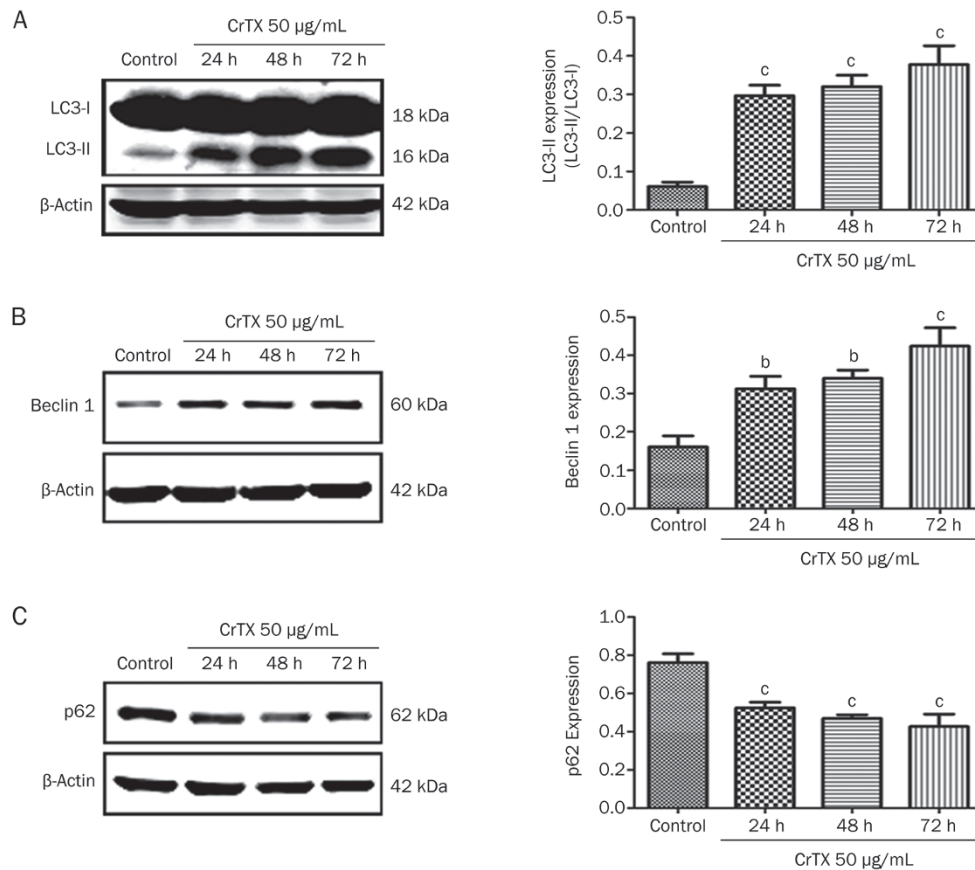 A
CrTX 50 µg/mL
Control 24 h 48 h 72 h
LC3-I 18 kDa
LC3-II 16 kDa
β-Actin 42 kDa
LC3-II expression
(LC3-II/LC3-I)
0.5
0.4
0.3
0.2
0.1
0.0
c c c
Control 24 h 48 h 72 h
CrTX 50 µg/mL
B
CrTX 50 µg/mL
Control 24 h 48 h 72 h
Beclin 1 60 kDa
β-Actin 42 kDa
Beclin 1 expression
0.5
0.4
0.3
0.2
0.1
0.0
b b c
Control 24 h 48 h 72 h
CrTX 50 µg/mL
C
CrTX 50 µg/mL
Control 24 h 48 h 72 h
p62 62 kDa
β-Actin 42 kDa
p62 Expression
1.0
0.8
0.6
0.4
0.2
0.0
c c c
Control 24 h 48 h 72 h
CrTX 50 µg/mL